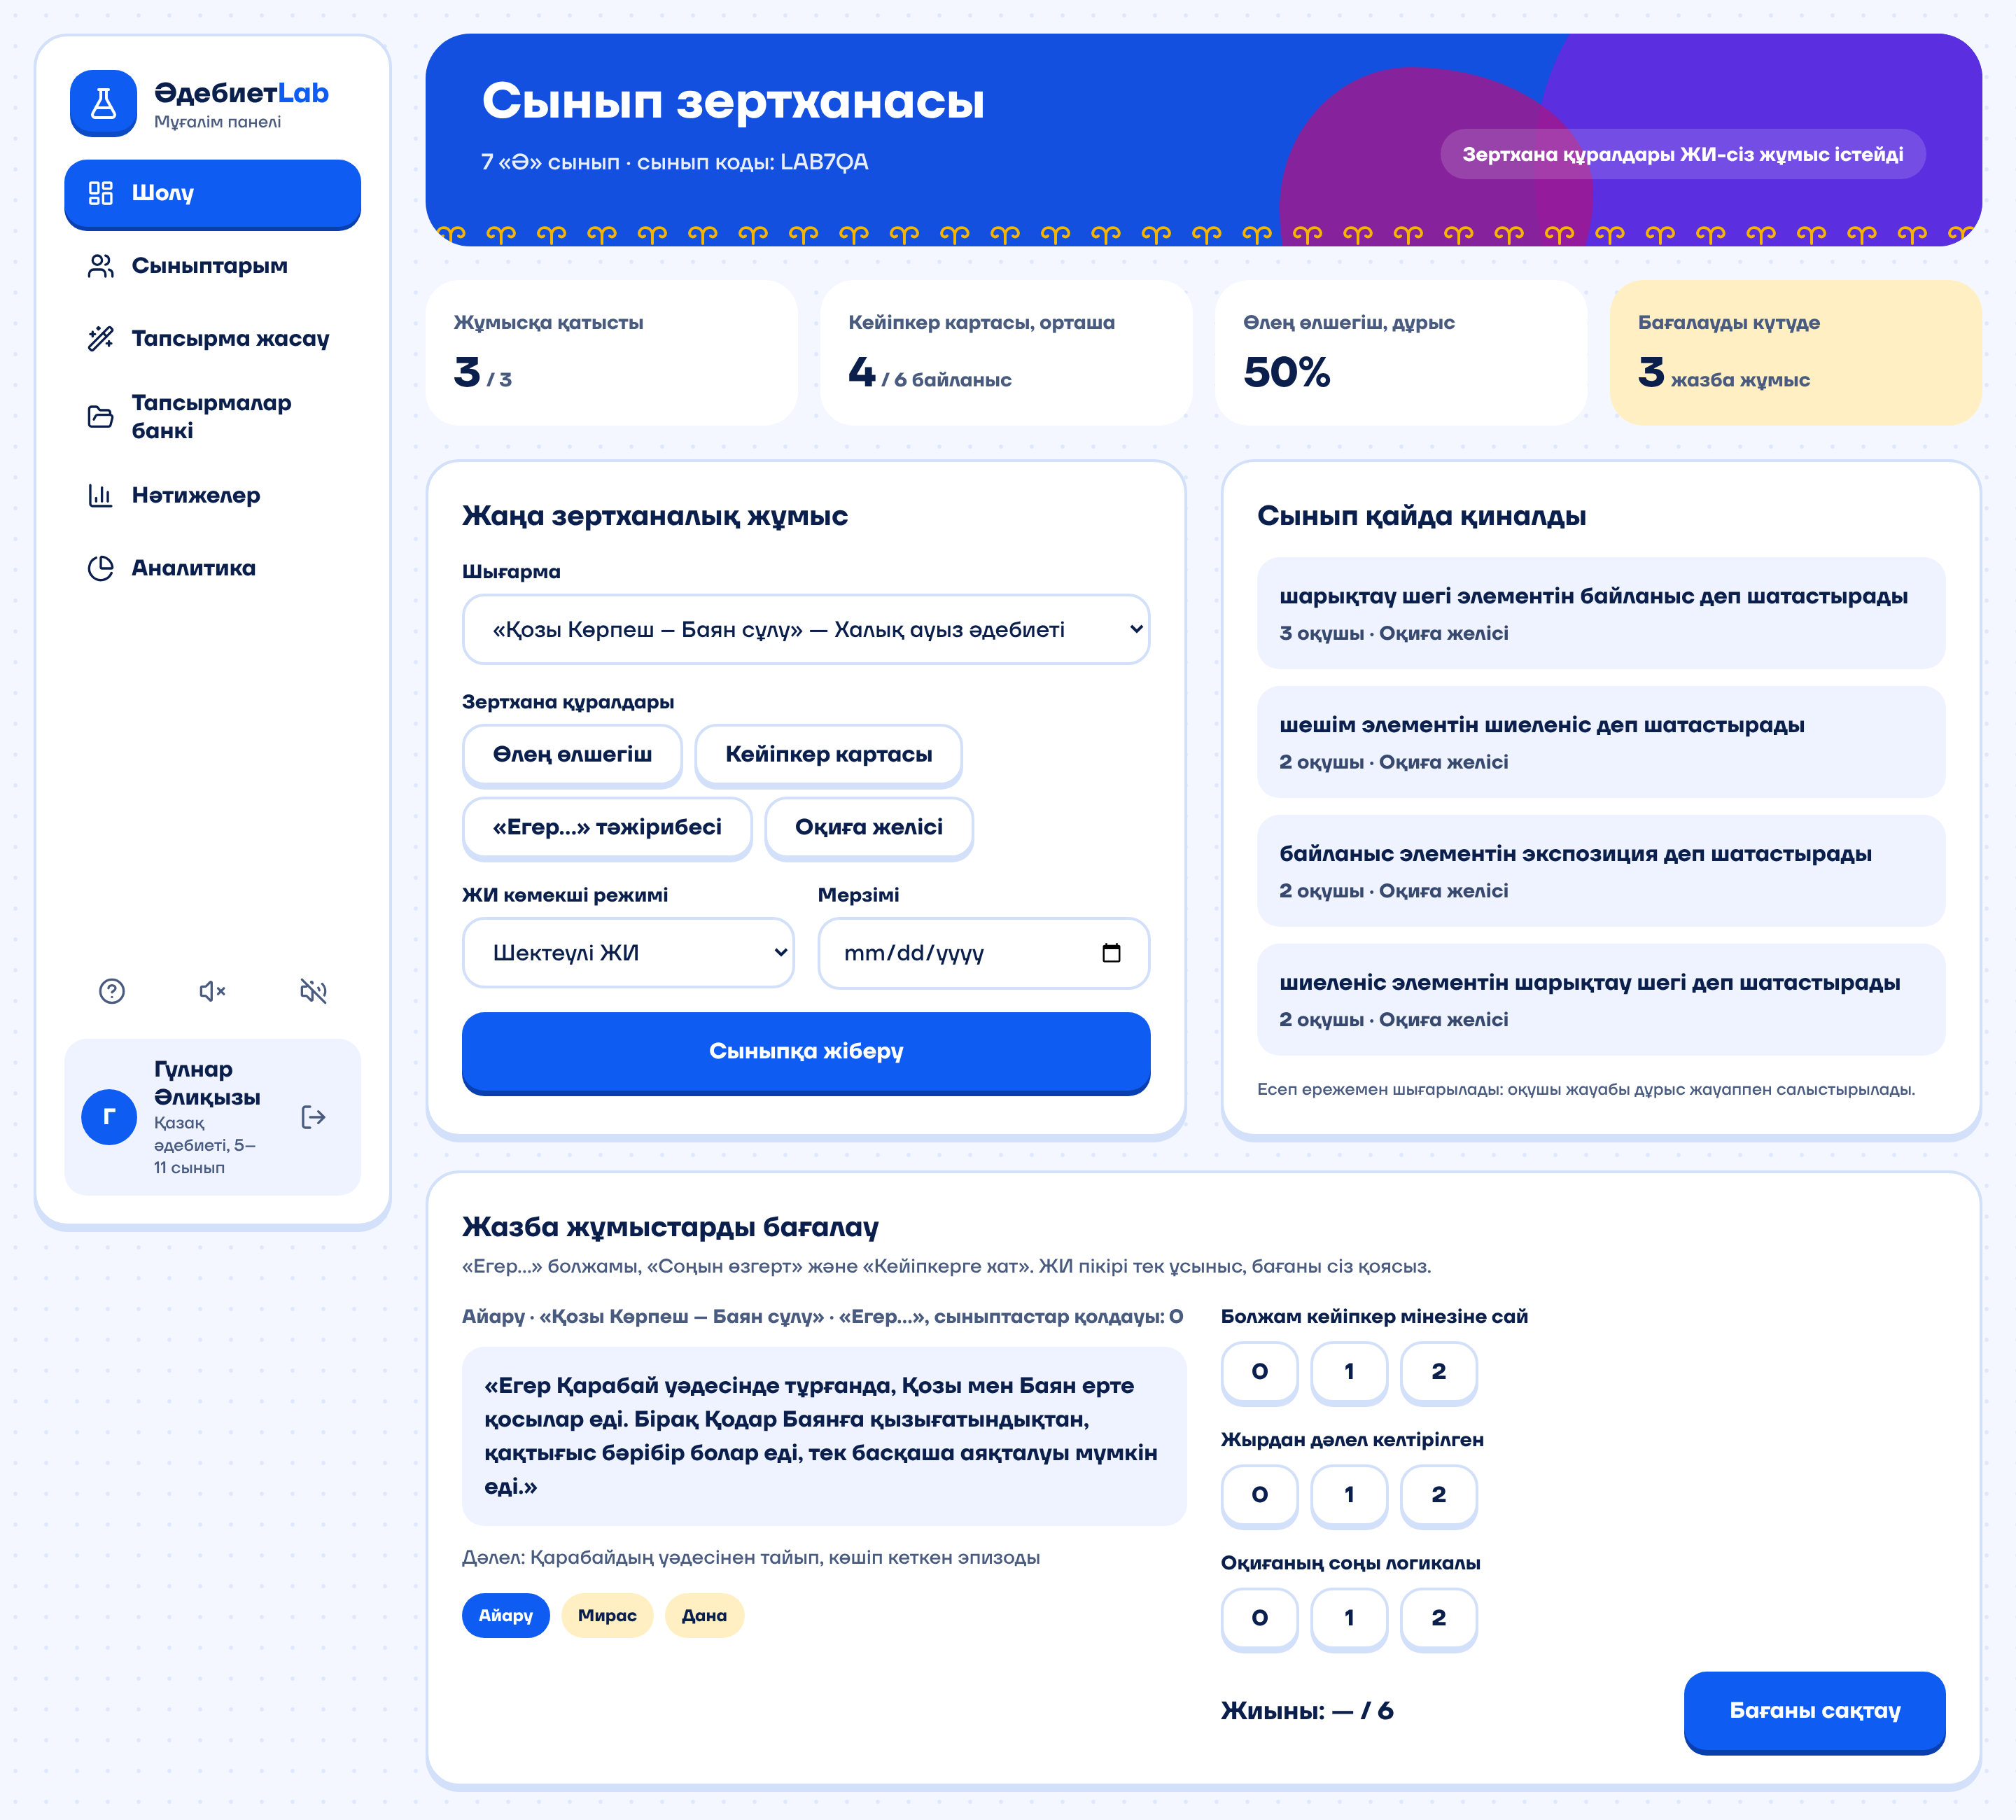 ӘдебиетLab
Мұғалім панелі
Шолу
Сыныптарым
Тапсырма жасау
Тапсырмалар
банкі
Нәтижелер
Аналитика
Гүлнар
Әлиқызы
Г
Қазақ
әдебиеті, 5–
11 сынып
Сынып зертханасы
7 «Ә» сынып · сынып коды: LAB7QA
Зертхана құралдары ЖИ-сіз жұмыс істейді
Жұмысқа қатысты
3 / 3
Кейіпкер картасы, орташа
4 / 6 байланыс
Өлең өлшегіш, дұрыс
50%
Бағалауды күтуде
3 жазба жұмыс
Жаңа зертханалық жұмыс
Шығарма
«Қозы Көрпеш – Баян сұлу» — Халық ауыз әдебиеті
Зертхана құралдары
Өлең өлшегіш
Кейіпкер картасы
«Егер...» тәжірибесі
Оқиға желісі
ЖИ көмекші режимі
Мерзімі
Шектеулі ЖИ
mm/dd/yyyy
Сыныпқа жіберу
Сынып қайда қиналды
шарықтау шегі элементін байланыс деп шатастырады
3 оқушы · Оқиға желісі
шешім элементін шиеленіс деп шатастырады
2 оқушы · Оқиға желісі
байланыс элементін экспозиция деп шатастырады
2 оқушы · Оқиға желісі
шиеленіс элементін шарықтау шегі деп шатастырады
2 оқушы · Оқиға желісі
Есеп ережемен шығарылады: оқушы жауабы дұрыс жауаппен салыстырылады.
Жазба жұмыстарды бағалау
«Егер...» болжамы, «Соңын өзгерт» және «Кейіпкерге хат». ЖИ пікірі тек ұсыныс, бағаны сіз қоясыз.
Айару · «Қозы Көрпеш – Баян сұлу» · «Егер...», сыныптастар қолдауы: 0
«Егер Қарабай уәдесінде тұрғанда, Қозы мен Баян ерте
қосылар еді. Бірақ Қодар Баянға қызығатындықтан,
қақтығыс бәрібір болар еді, тек басқаша аяқталуы мүмкін
еді.»
Дәлел: Қарабайдың уәдесінен тайып, көшіп кеткен эпизоды
Айару
Мирас
Дана
Болжам кейіпкер мінезіне сай
0 1 2
Жырдан дәлел келтірілген
0 1 2
Оқиғаның соңы логикалы
0 1 2
Жиыны: — / 6
Бағаны сақтау